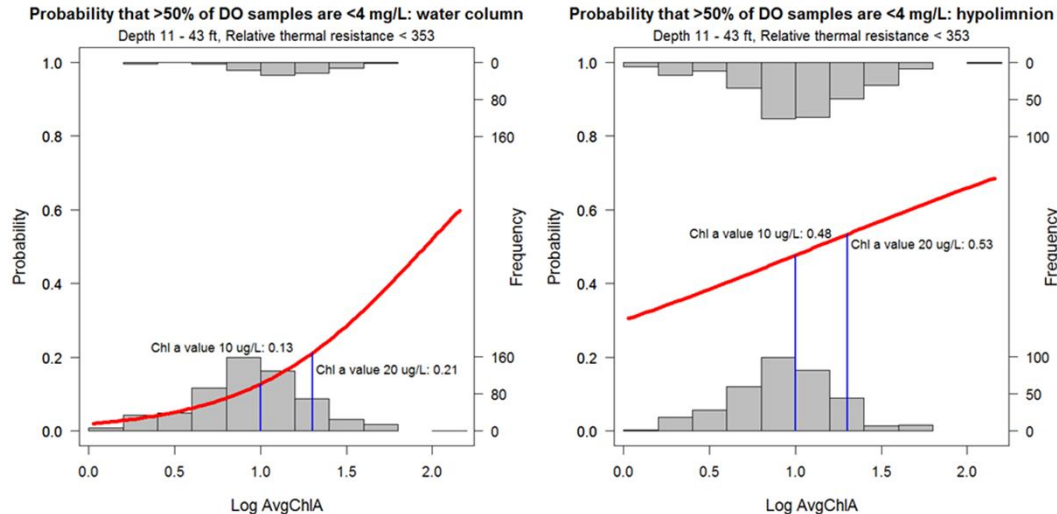 Probability that >50% of DO samples are <4 mg/L: water column
Depth 11 - 43 ft, Relative thermal resistance < 353
1.0
0.8
0.6
0.4
0.2
0.0
Probability
0
80
160
Frequency
160
80
0
Chl a value 10 ug/L: 0.13
Chl a value 20 ug/L: 0.21
0.0
0.5
1.0
1.5
2.0
Log AvgChlA
Probability that >50% of DO samples are <4 mg/L: hypolimnion
Depth 11 - 43 ft, Relative thermal resistance < 353
1.0
0.8
0.6
0.4
0.2
0.0
Probability
0
50
100
Frequency
100
50
0
Chl a value 10 ug/L: 0.48
Chl a value 20 ug/L: 0.53
0.0
0.5
1.0
1.5
2.0
Log AvgChlA